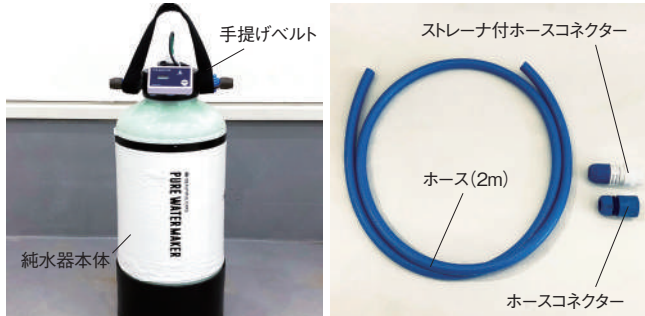 手提げベルト
PURE WATER MAKER
純水器本体
ストレーナ付ホースコネクター
ホース(2m)
ホースコネクター